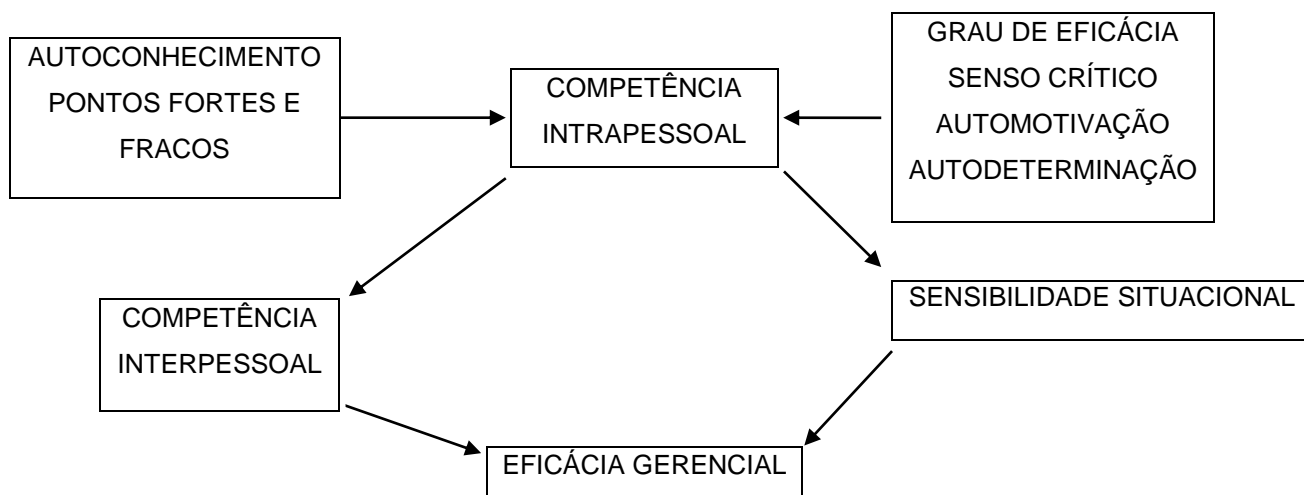 AUTOCONHECIMENTO
PONTOS FORTES E
FRACOS
COMPETÊNCIA
INTRAPESSOAL
GRAU DE EFICÁCIA
SENSO CRÍTICO
AUTOMOTIVAÇÃO
AUTODETERMINAÇÃO
COMPETÊNCIA
INTERPESSOAL
SENSIBILIDADE SITUACIONAL
EFICÁCIA GERENCIAL